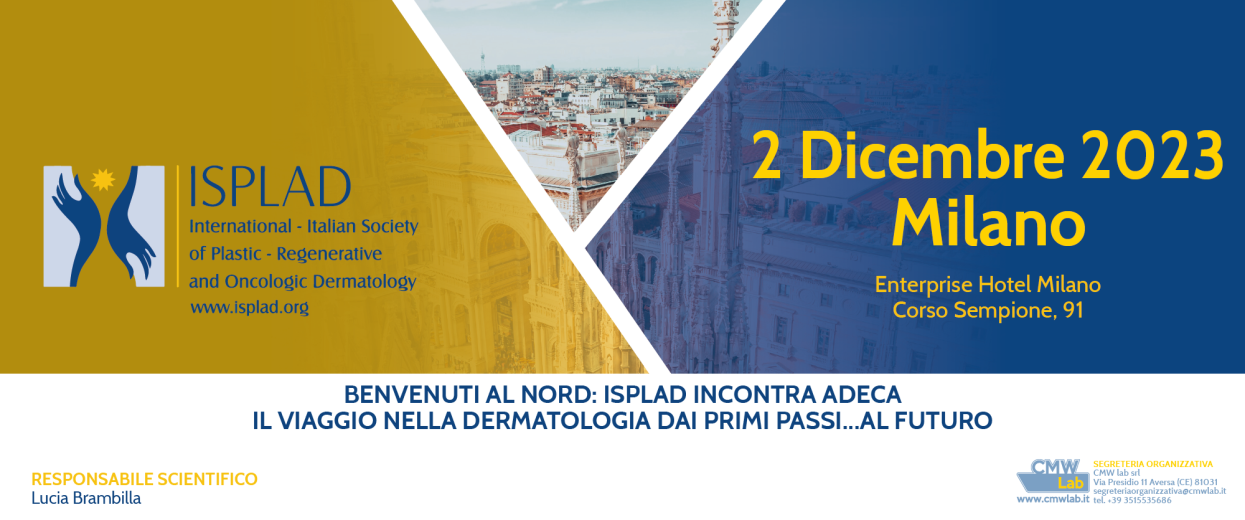 ISPLAD
International - Italian Society
of Plastic - Regenerative
and Oncologic Dermatology
www.isplad.org
2 Dicembre 2023
Milano
Enterprise Hotel Milano
Corso Sempione, 91
BENVENUTI AL NORD: ISPLAD INCONTRA ADECA
IL VIAGGIO NELLA DERMATOLOGIA DAI PRIMI PASSI...AL FUTURO
RESPONSABILE SCIENTIFICO
Lucia Brambilla
CMW
Lab
www.cmwlab.it
SEGRETERIA ORGANIZZATIVA
CMW lab srl
Via Presidio 11 Aversa (CE) 81031
segreteriaorganizzativa@cmwlab.it
tel. +39 3515535686